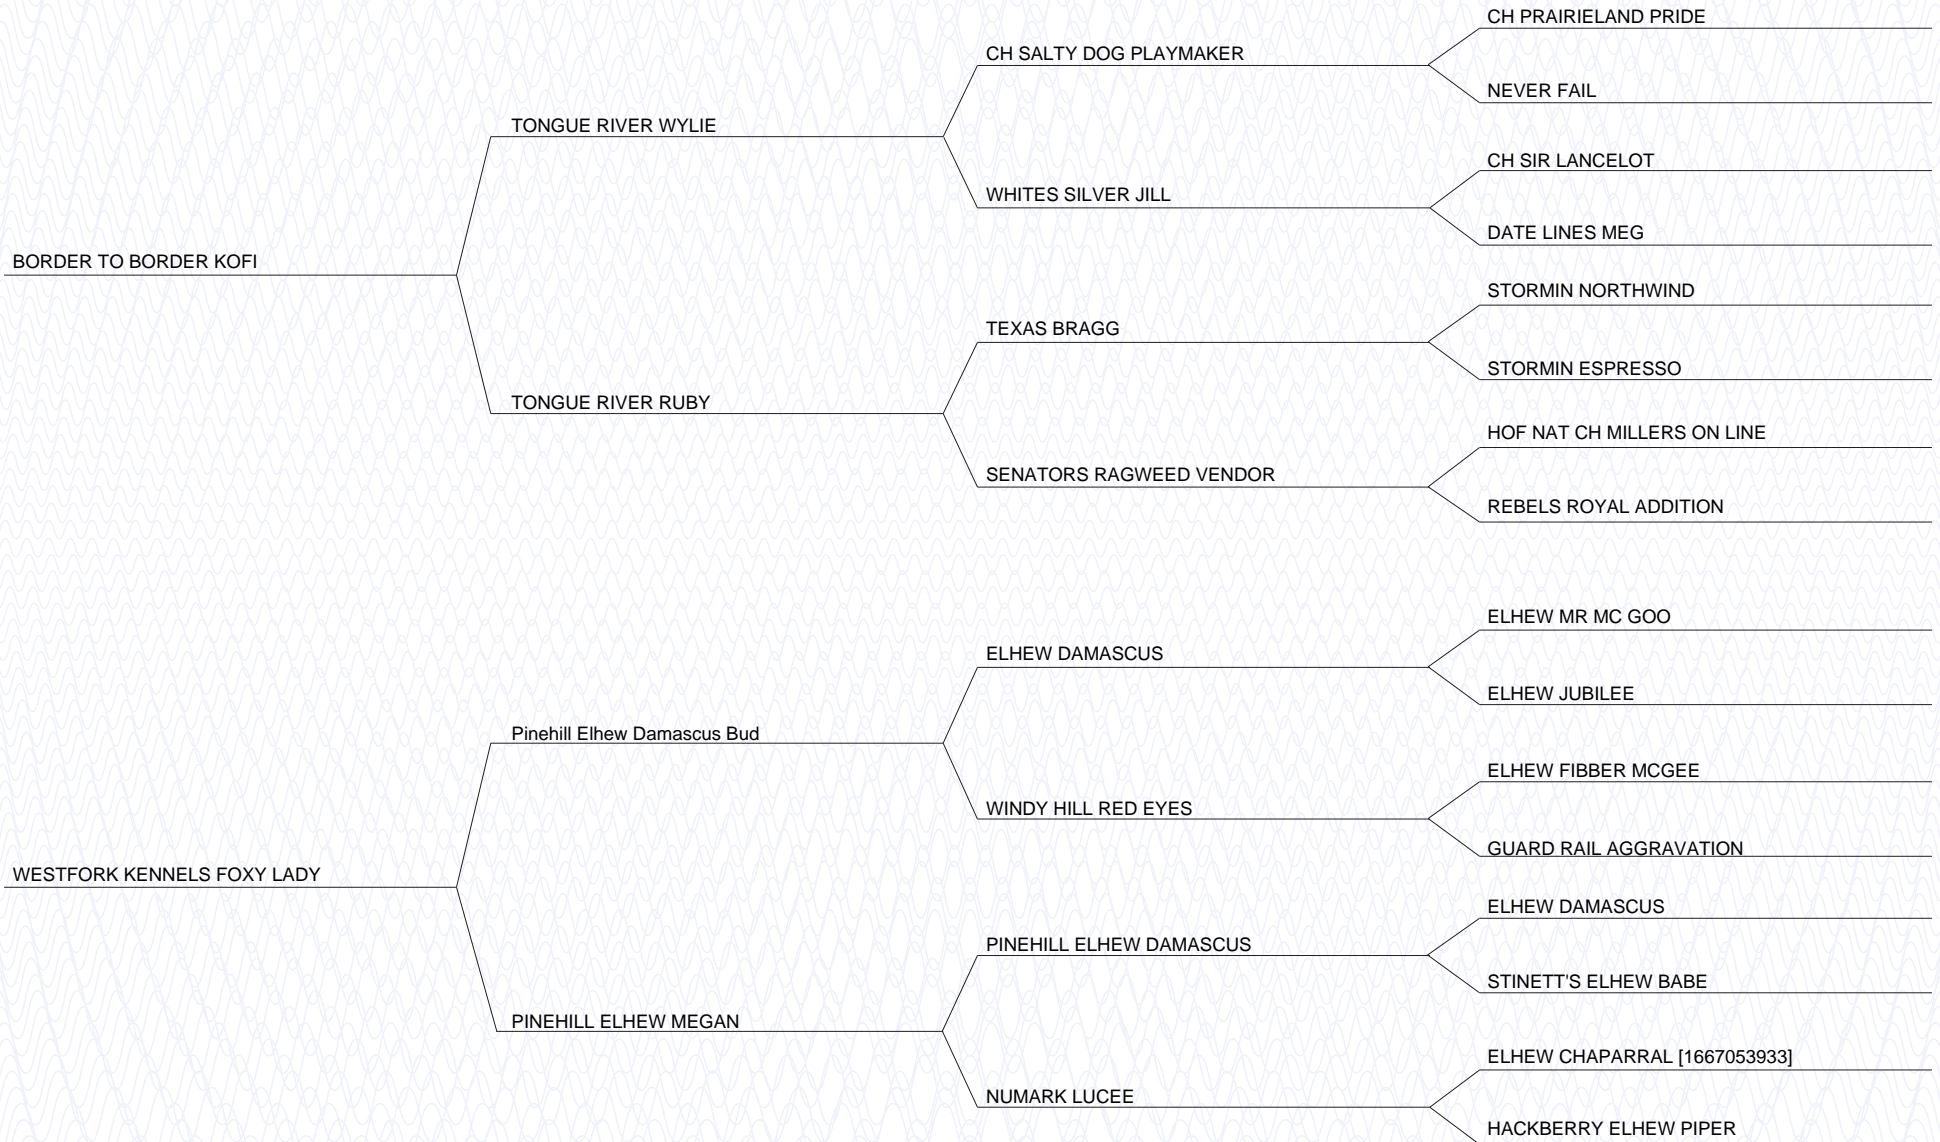 CH PRAIRIELAND PRIDE
CH SALTY DOG PLAYMAKER
NEVER FAIL
TONGUE RIVER WYLIE
CH SIR LANCELOT
WHITES SILVER JILL
DATE LINES MEG
BORDER TO BORDER KOFI
STORMIN NORTHWIND
TEXAS BRAGG
STORMIN ESPRESSO
TONGUE RIVER RUBY
HOF NAT CH MILLERS ON LINE
SENATORS RAGWEED VENDOR
REBELS ROYAL ADDITION
ELHEW MR MC GOO
ELHEW DAMASCUS
ELHEW JUBILEE
Pinehill Elhew Damascus Bud
ELHEW FIBBER MCGEE
WINDY HILL RED EYES
GUARD RAIL AGGRAVATION
WESTFORK KENNELS FOXY LADY
ELHEW DAMASCUS
PINEHILL ELHEW DAMASCUS
STINETT'S ELHEW BABE
PINEHILL ELHEW MEGAN
ELHEW CHAPARRAL [1667053933]
NUMARK LUCEE
HACKBERRY ELHEW PIPER